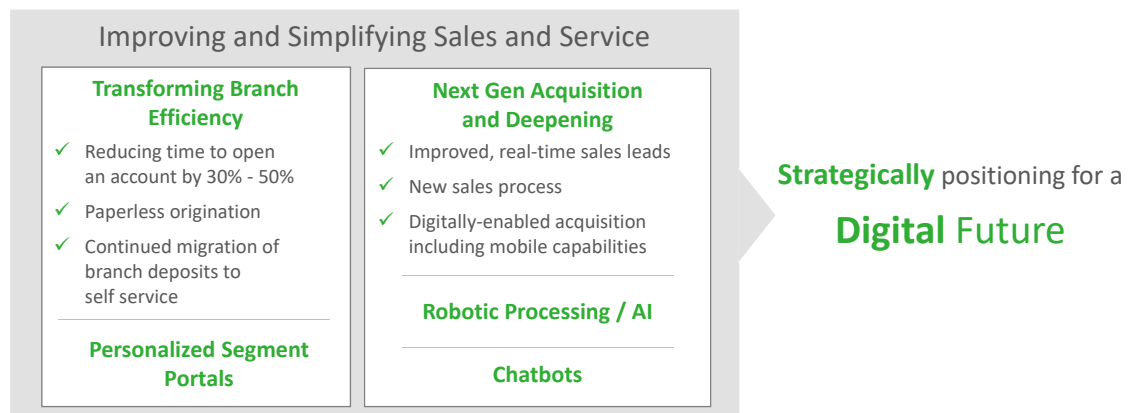 Improving and Simplifying Sales and Service
Transforming Branch
Efficiency
✓ Reducing time to open
an account by 30% - 50%
✓ Paperless origination
✓ Continued migration of
branch deposits to
self service
Personalized Segment
Portals
Next Gen Acquisition
and Deepening
✓ Improved, real-time sales leads
✓ New sales process
✓ Digitally-enabled acquisition
including mobile capabilities
Robotic Processing / AI
Chatbots
Strategically positioning for a
Digital Future